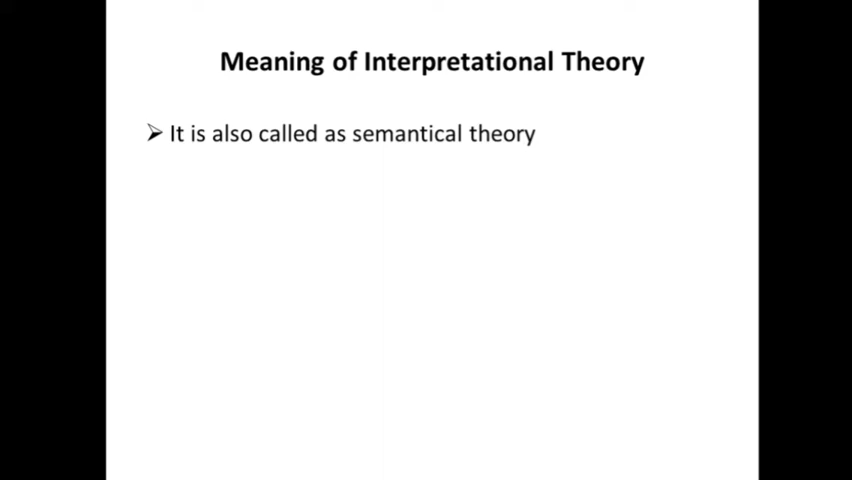 Meaning of Interpretational Theory
➢ It is also called as semantical theory